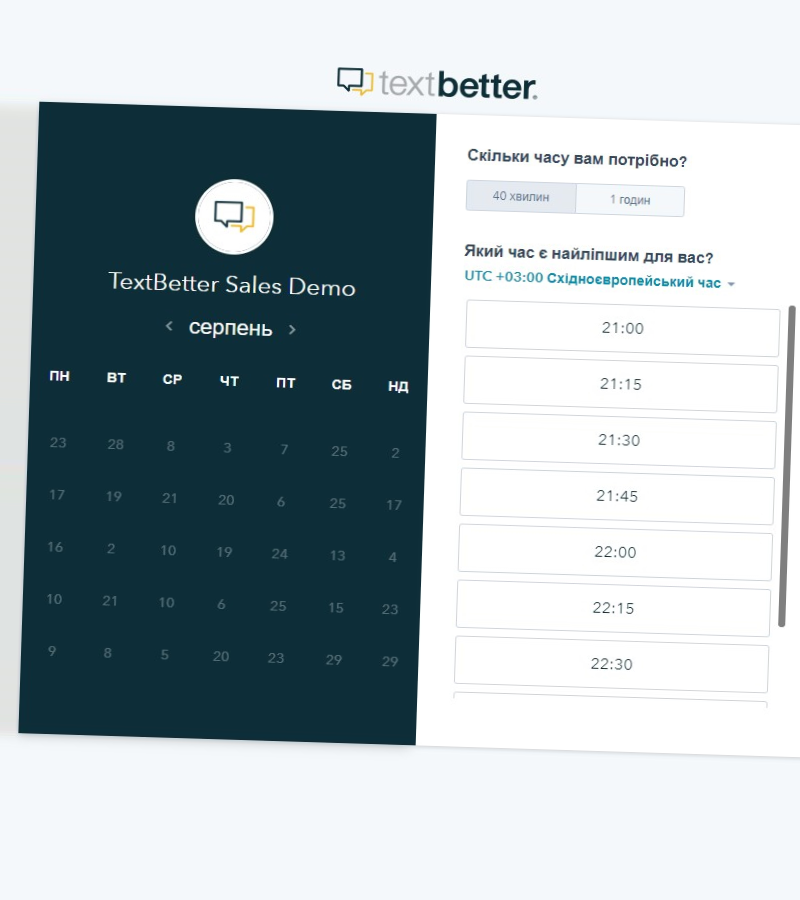 textbetter.
TextBetter Sales Demo
серпень
ПН ВТ СР ЧТ ПТ СБ НД
23 28 8 3 7 25 2
17 19 21 20 6 25 17
16 2 10 19 24 13 4
10 21 10 6 25 15 23
9 8 5 20 23 29 29
Скільки часу вам потрібно?
40 хвилин 1 годин
Який час є найліпшим для вас?
UTC +03:00 Східноєвропейський час
21:00
21:15
21:30
21:45
22:00
22:15
22:30